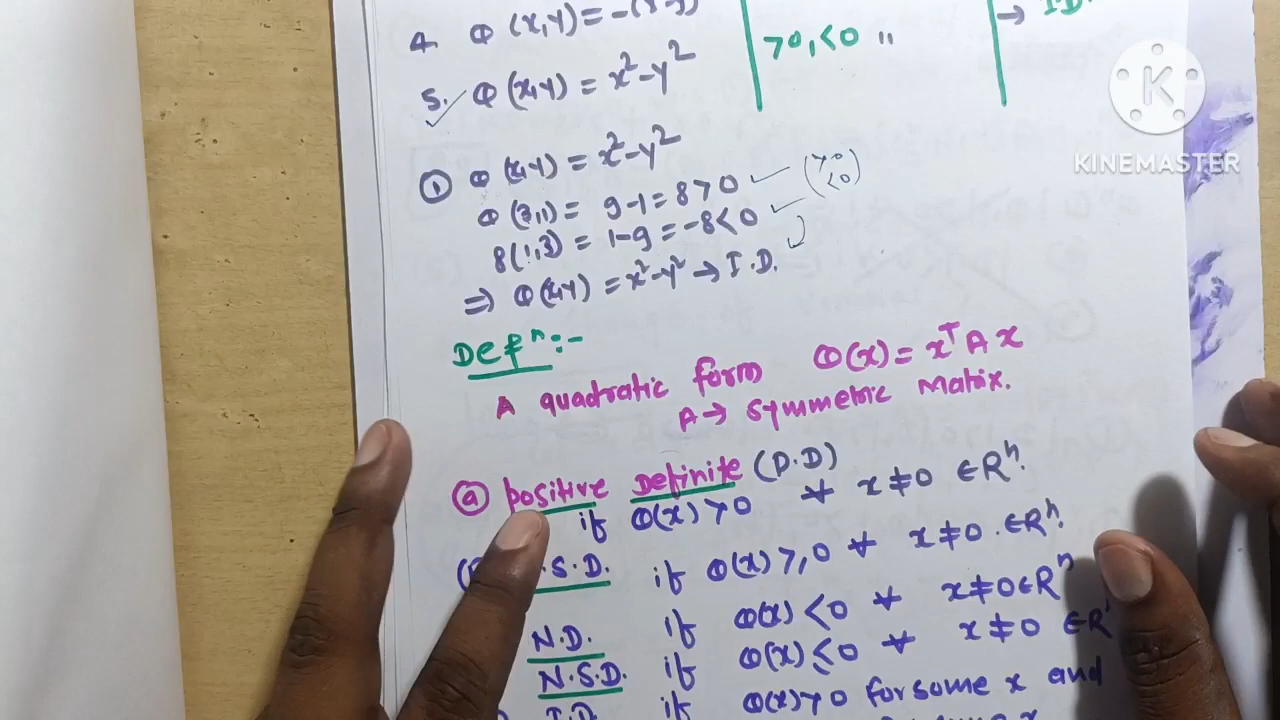 4. Φ (x,y) = -(x-y)
>0, <0 "
→ I.D.
5. Φ (x,y) = x²-y²
① Φ (x,y) = x²-y²
Φ (3,1) = 9-1 = 8 > 0
8(1,3) = 1-9 = -8 < 0
(>0
<0)
⇒ Φ (x,y) = x²-y² → I.D.
Defⁿ:-
A quadratic form Φ(x) = xᵀ A x
A → Symmetric Matrix.
ⓐ positive Definite (P.D)
if Φ(x) > 0 ∀ x ≠ 0 ∈ Rⁿ.
.S.D. if Φ(x) >, 0 ∀ x ≠ 0 . ∈ Rⁿ.
N.D. if Φ(x) < 0 ∀ x ≠ 0 ∈ Rⁿ
N.S.D. if Φ(x) ≤ 0 ∀ x ≠ 0 ∈ R
I.D. if Φ(x) > 0 for some x and
K
KINEMASTER